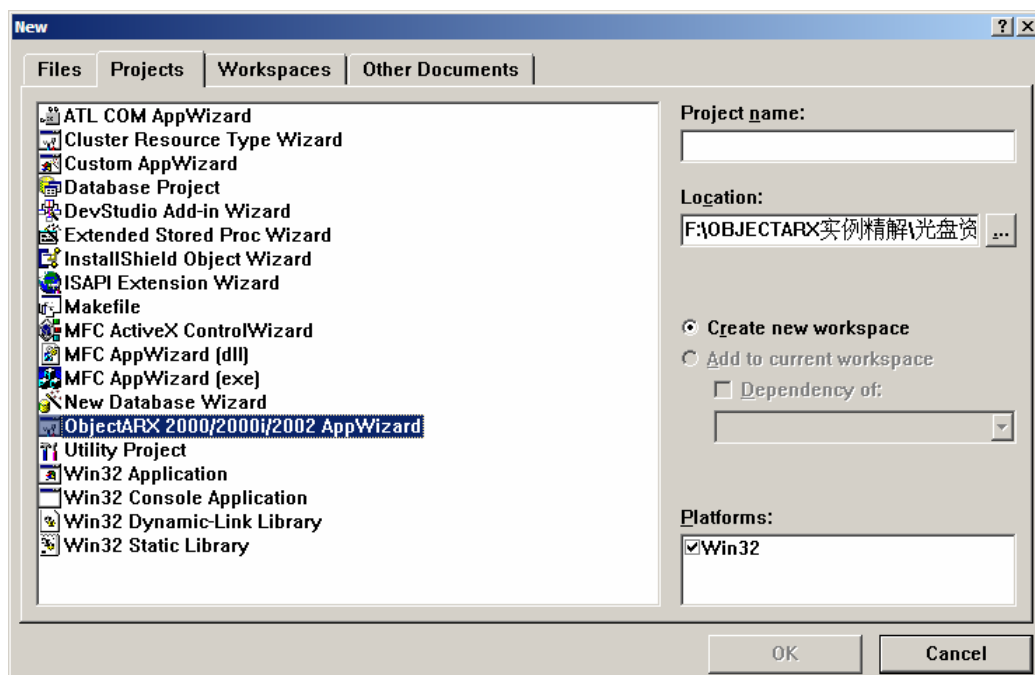 New
Files Projects Workspaces Other Documents
ATL COM AppWizard
Cluster Resource Type Wizard
Custom AppWizard
Database Project
DevStudio Add-in Wizard
Extended Stored Proc Wizard
InstallShield Object Wizard
ISAPI Extension Wizard
Makefile
MFC ActiveX ControlWizard
MFC AppWizard (dll)
MFC AppWizard (exe)
New Database Wizard
ObjectARX 2000/2000i/2002 AppWizard
Utility Project
Win32 Application
Win32 Console Application
Win32 Dynamic-Link Library
Win32 Static Library
Project name:
Location:
F:\OBJECTARX实例精解\光盘资
...
Create new workspace
Add to current workspace
Dependency of:
Platforms:
Win32
OK Cancel